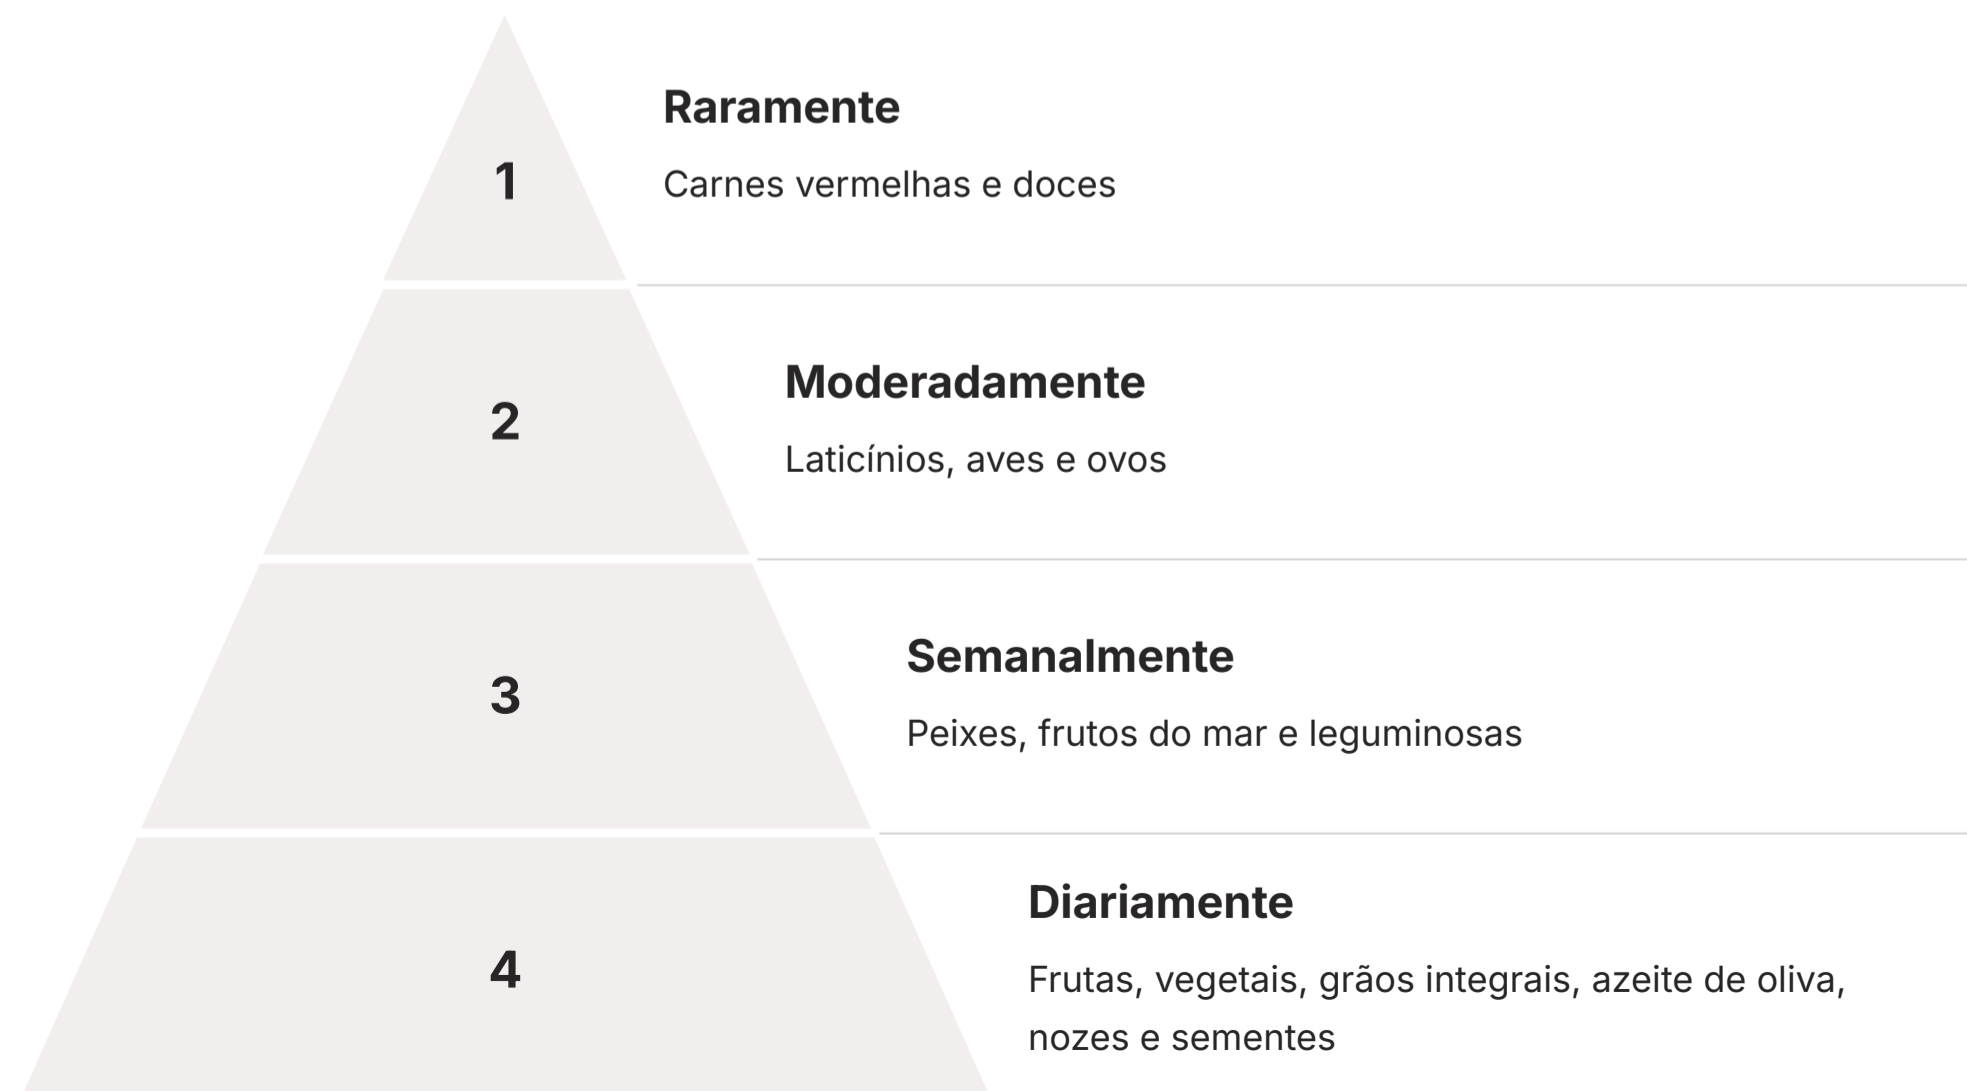 1
Raramente
Carnes vermelhas e doces
2
Moderadamente
Laticínios, aves e ovos
3
Semanalmente
Peixes, frutos do mar e leguminosas
4
Diariamente
Frutas, vegetais, grãos integrais, azeite de oliva,
nozes e sementes